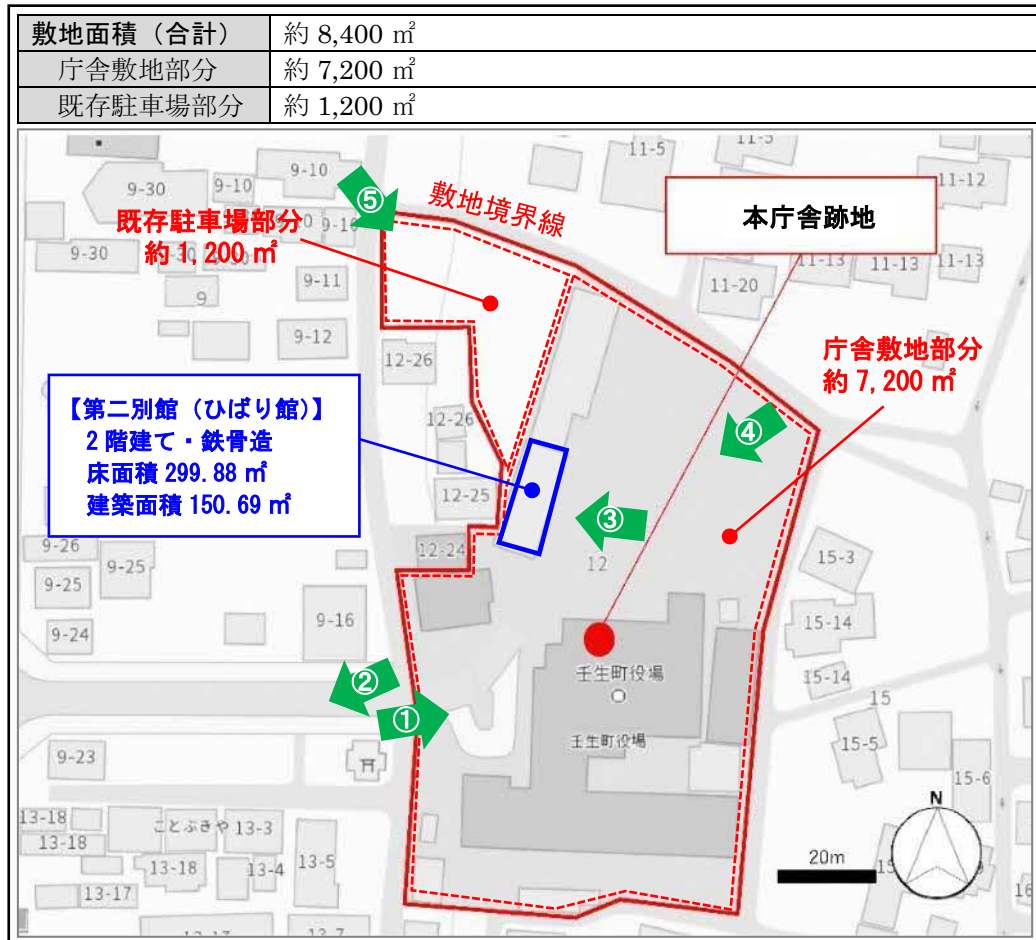 敷地面積（合計） 約 8,400 ㎡
庁舎敷地部分 約 7,200 ㎡
既存駐車場部分 約 1,200 ㎡
11-5
11-5
9-30
9-10
9-10
11-12
⑤
敷地境界線
本庁舎跡地
既存駐車場部分
約 1,200 ㎡
9-10
9-30
9-30
11-13
11-13
11-13
9-11
11-20
9
9-12
12-26
庁舎敷地部分
約 7,200 ㎡
【第二別館（ひばり館）】
2 階建て・鉄骨造
床面積 299.88 ㎡
建築面積 150.69 ㎡
12-26
④
12-25
③
12-24
12
9-26
9-25
9-25
15-3
9-24
9-16
15-14
壬生町役場
②
15-14
15
①
壬生町役場
15-5
9-23
15-6
N
13-18
ことぶきや 13-3
13-18
13-18
13-4
13-5
20m
13-17